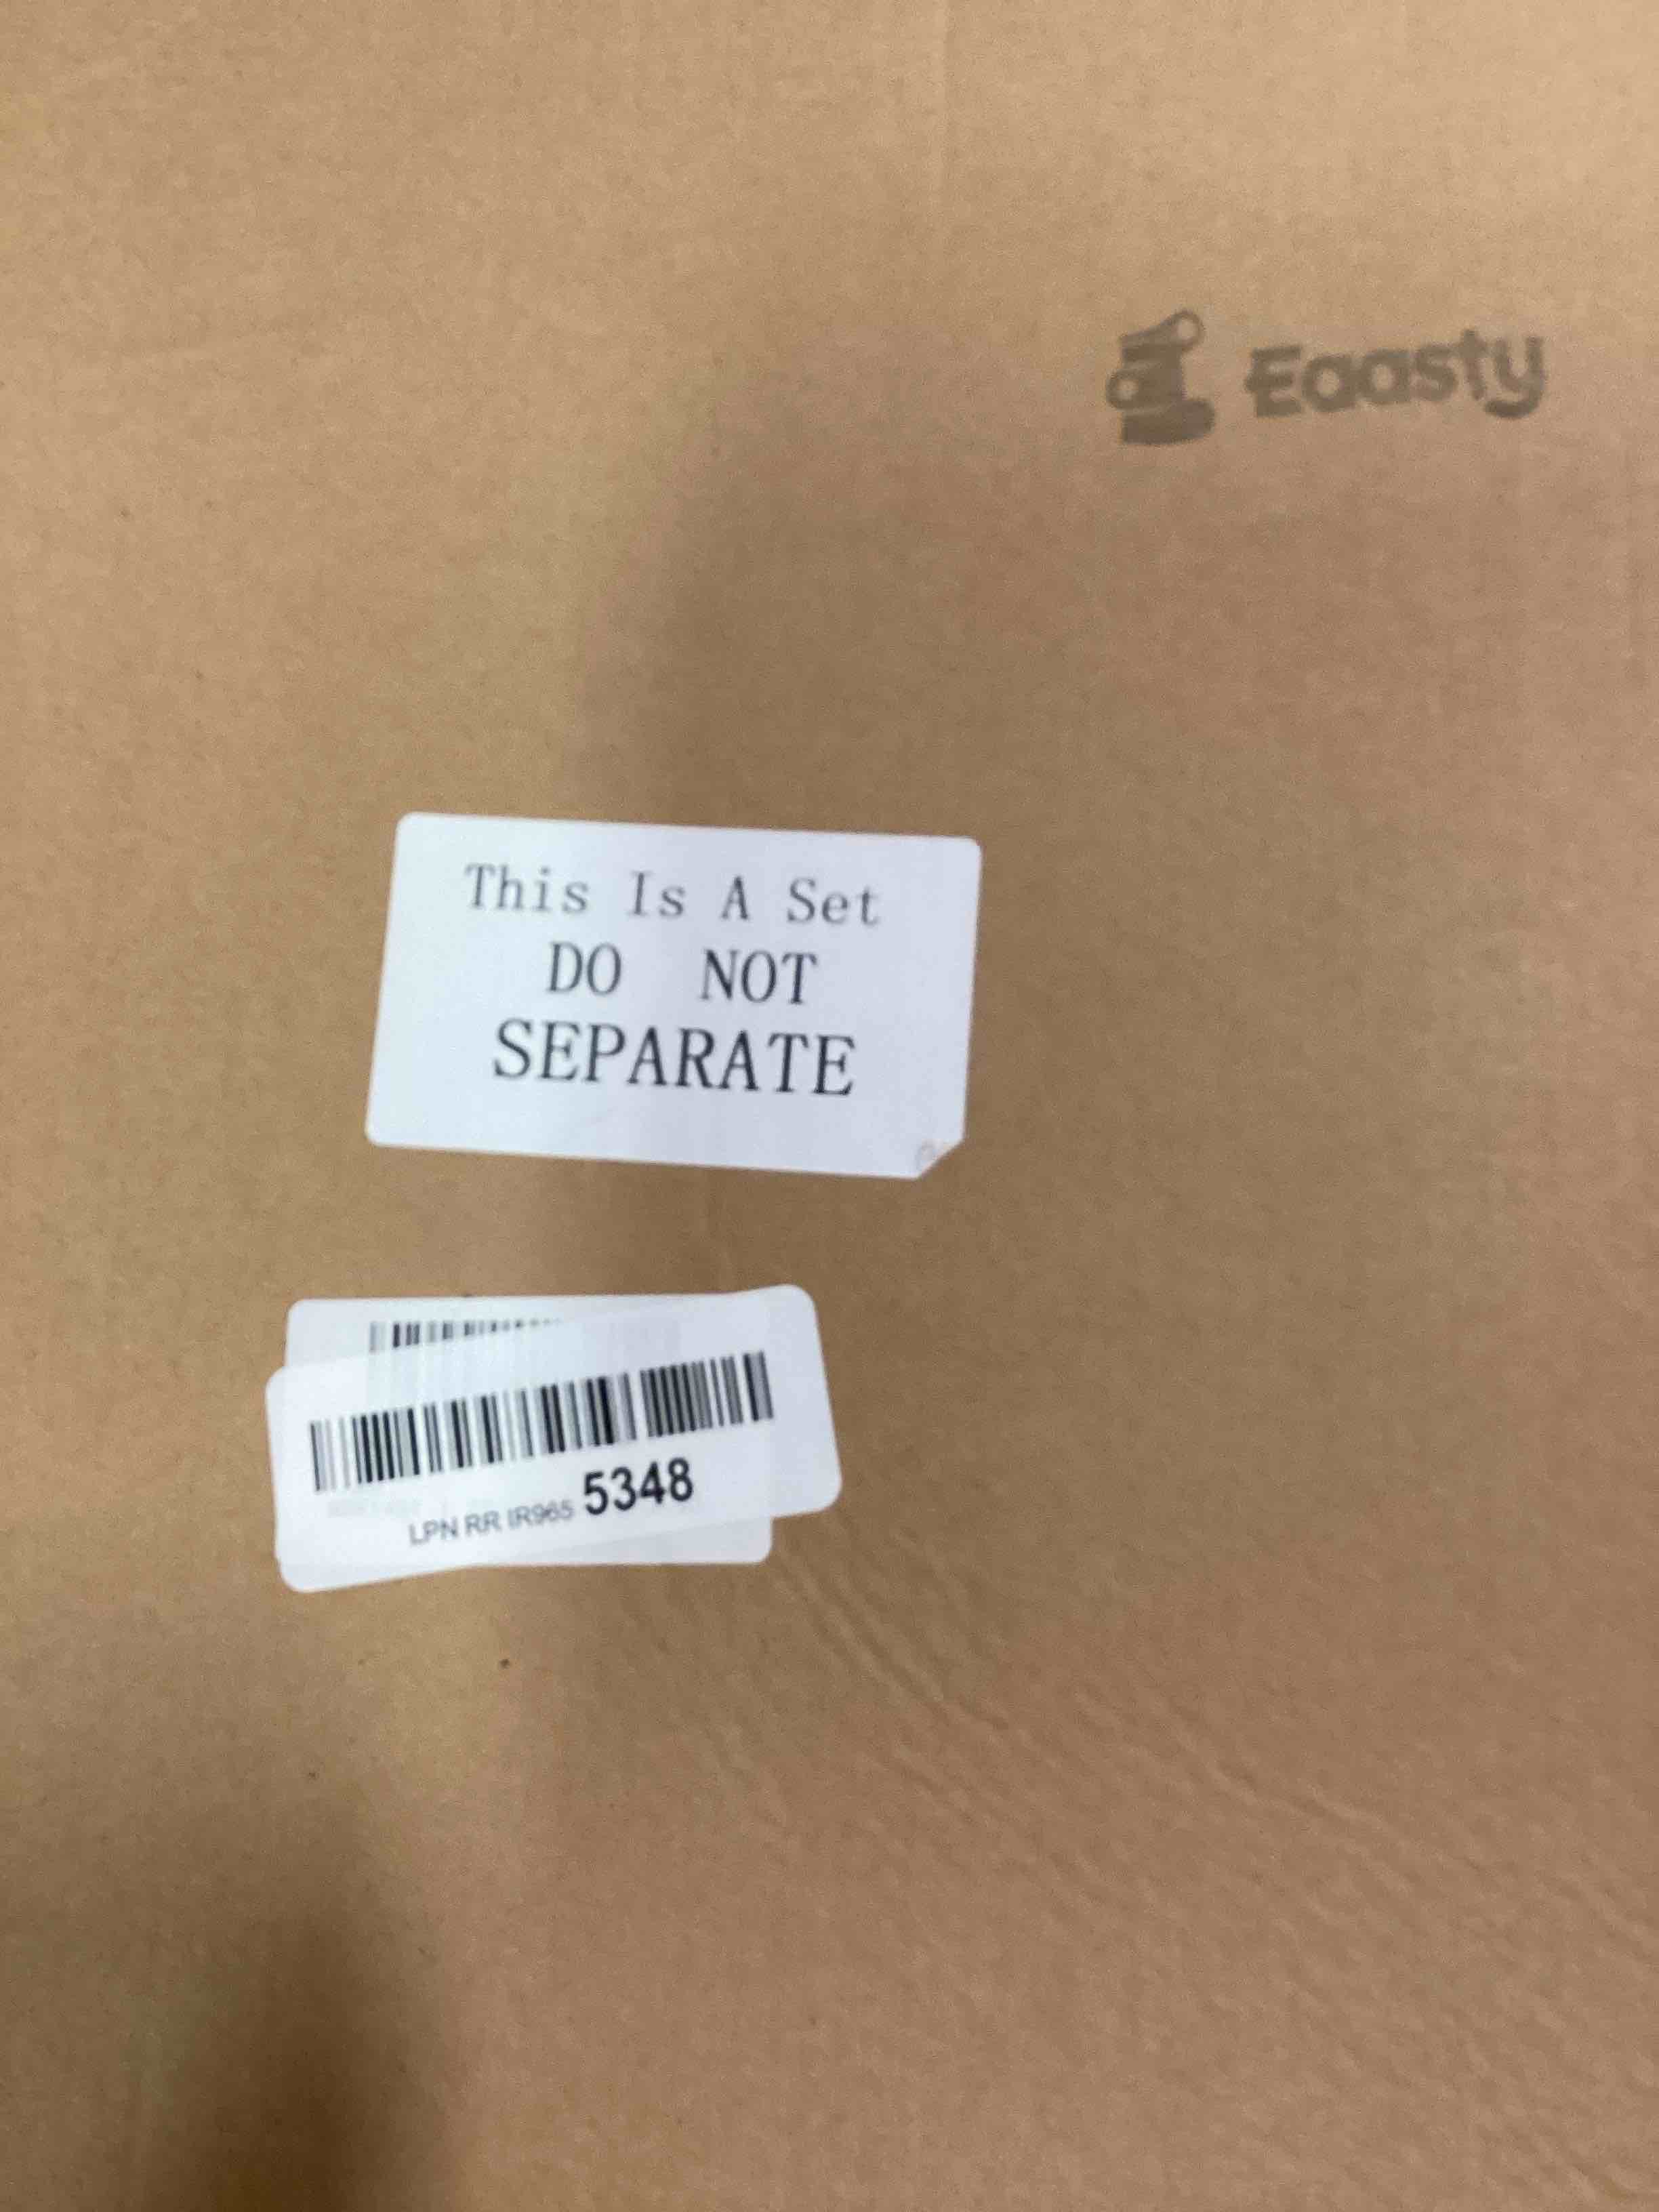 Eaasty
This Is A Set
DO NOT
SEPARATE
LPN RR IR965 5348